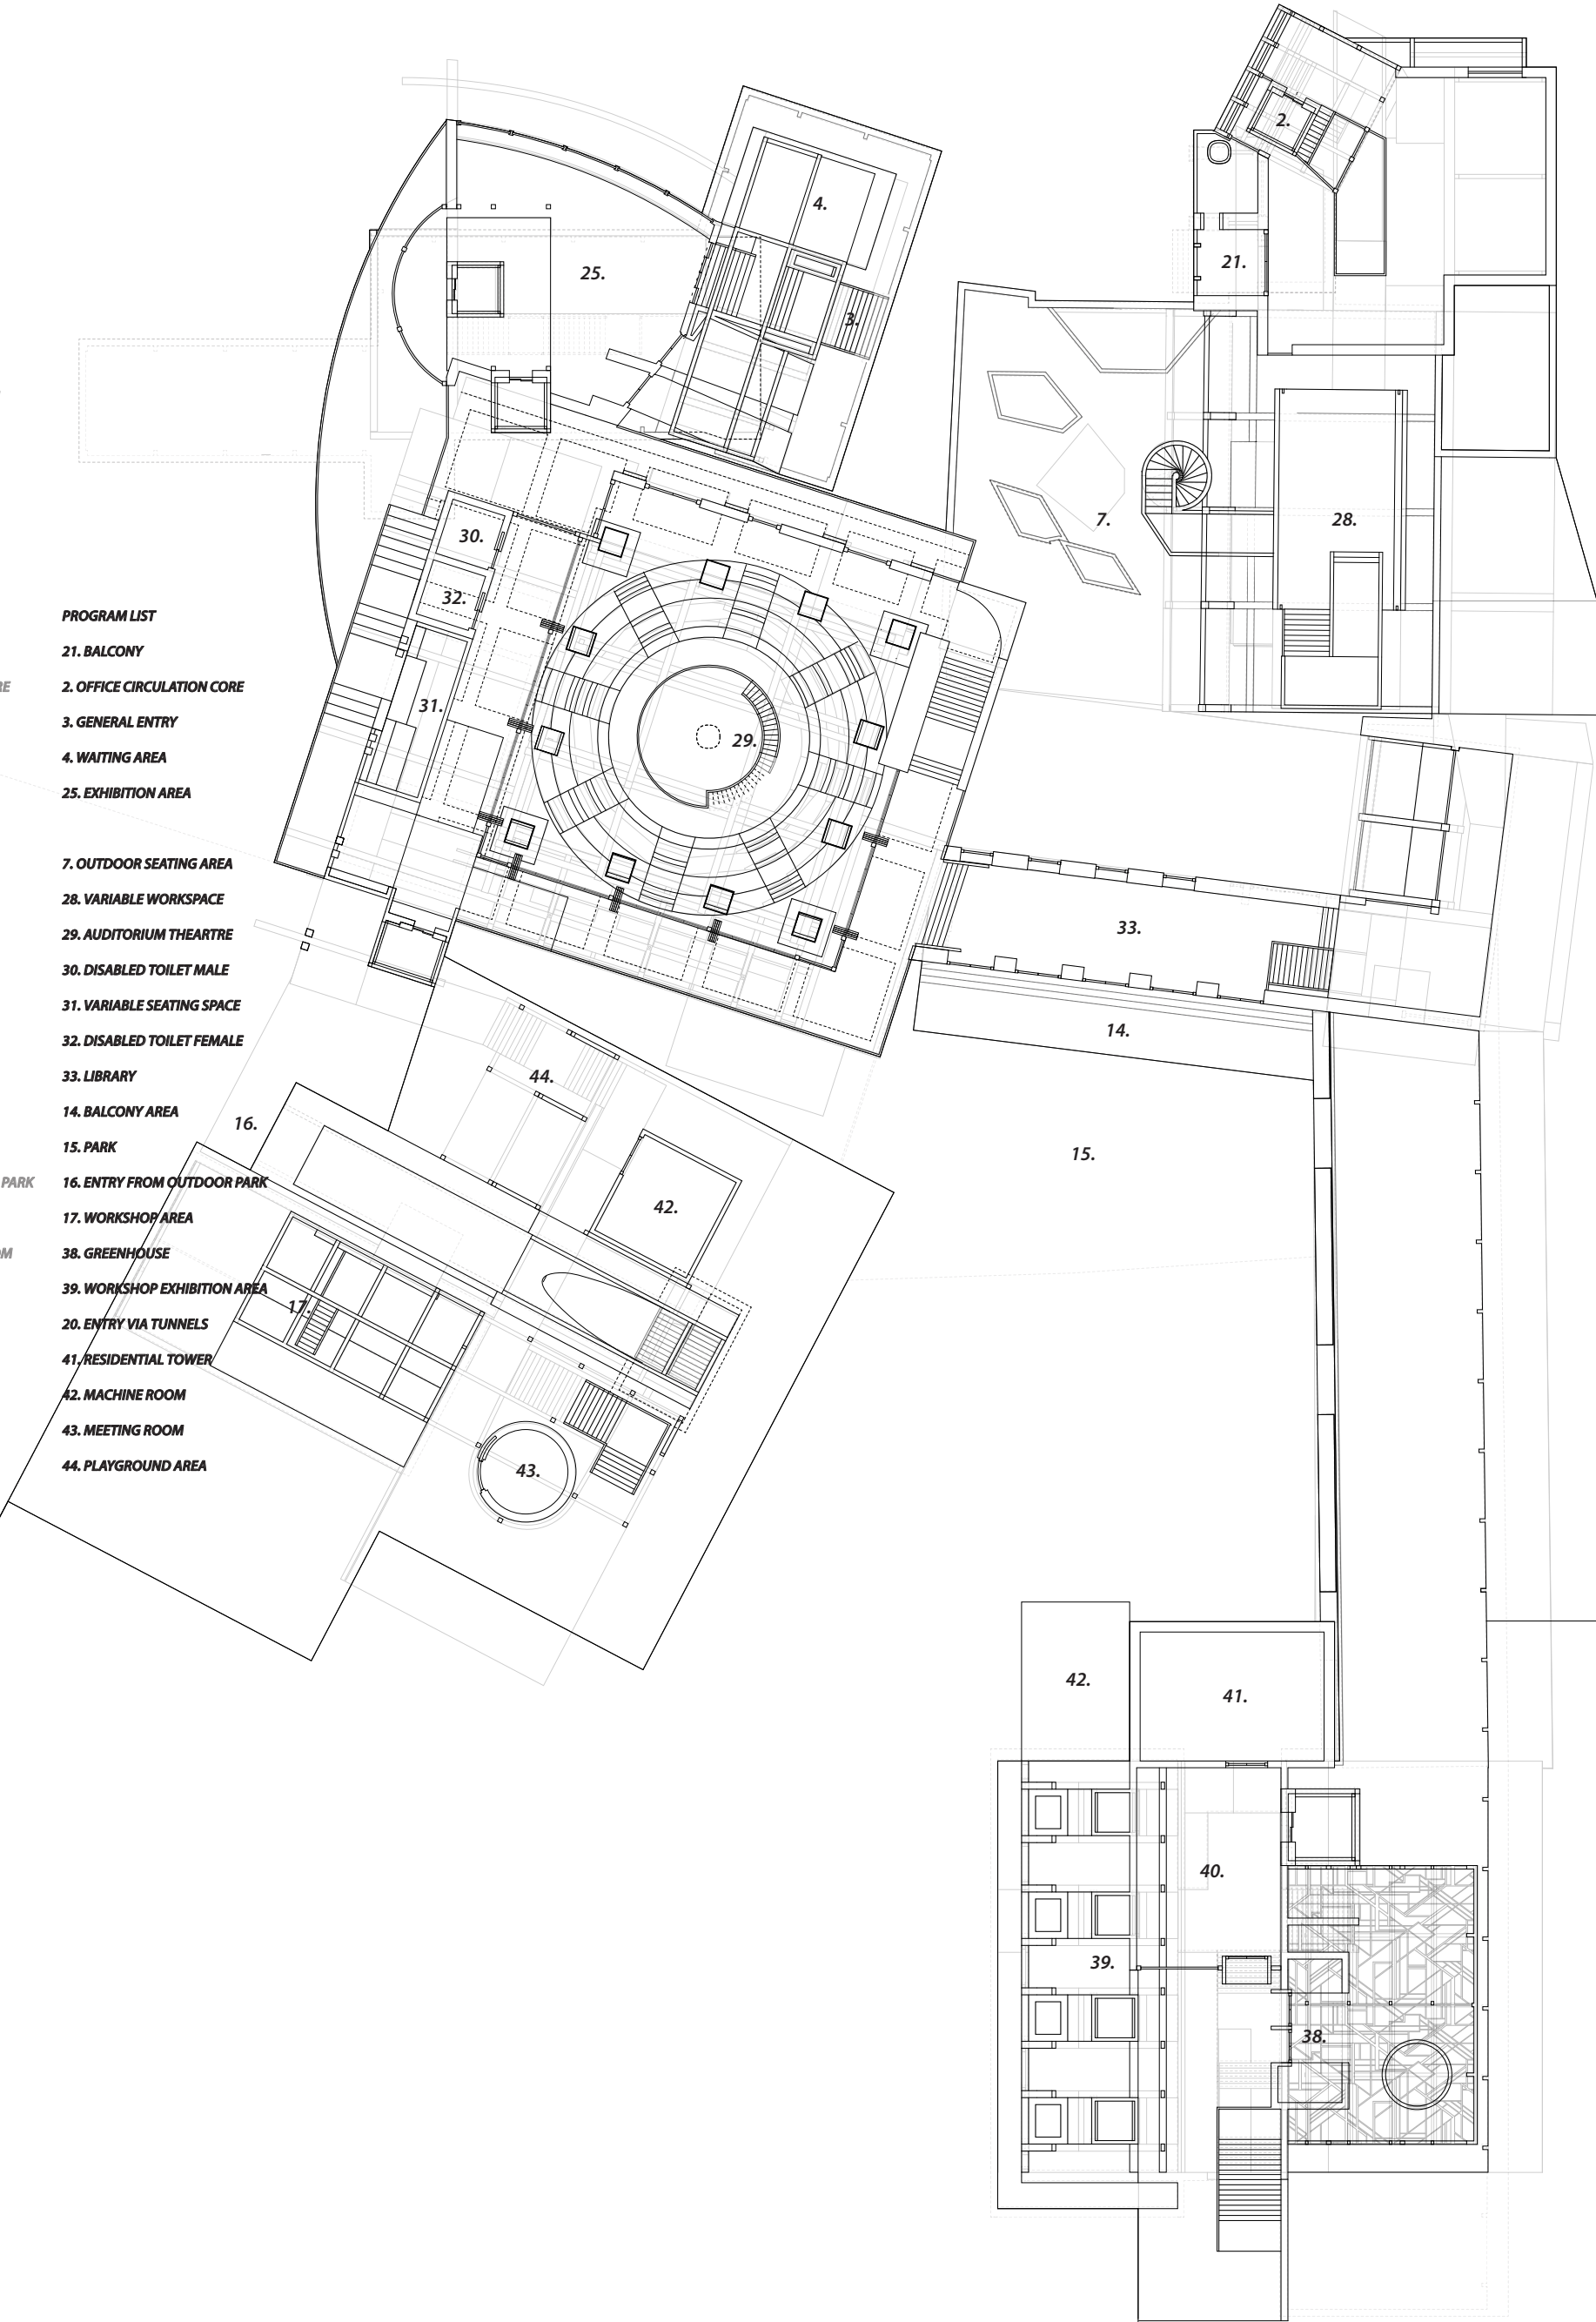 2.
4.
21.
25.
3.
7.
28.
30.
32.
31.
29.
PROGRAM LIST
21. BALCONY
RE
2. OFFICE CIRCULATION CORE
3. GENERAL ENTRY
4. WAITING AREA
25. EXHIBITION AREA
7. OUTDOOR SEATING AREA
28. VARIABLE WORKSPACE
29. AUDITORIUM THEARTRE
30. DISABLED TOILET MALE
31. VARIABLE SEATING SPACE
32. DISABLED TOILET FEMALE
33. LIBRARY
14. BALCONY AREA
15. PARK
PARK
16. ENTRY FROM OUTDOOR PARK
17. WORKSHOP AREA
OM
38. GREENHOUSE
39. WORKSHOP EXHIBITION AREA
20. ENTRY VIA TUNNELS
41. RESIDENTIAL TOWER
42. MACHINE ROOM
43. MEETING ROOM
44. PLAYGROUND AREA
33.
14.
44.
16.
15.
42.
17.
43.
42.
41.
40.
39.
38.